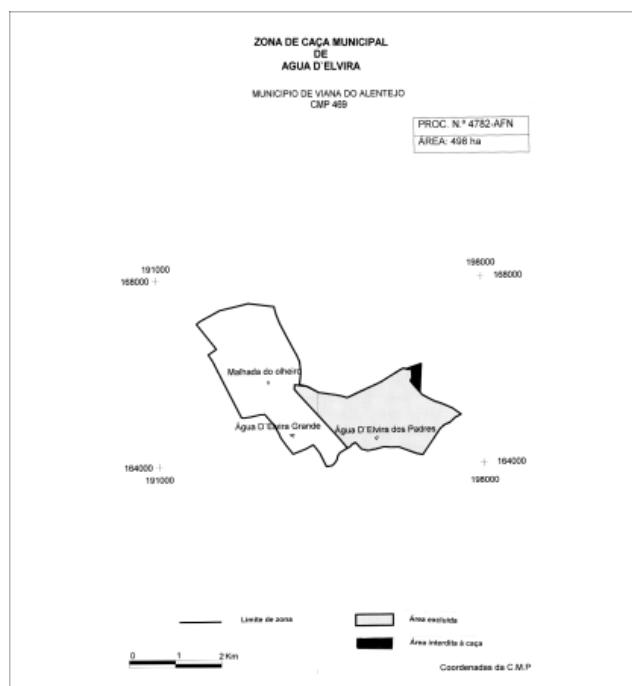 ZONA DE CAÇA MUNICIPAL
DE
AGUA D´ELVIRA
MUNICIPIO DE VIANA DO ALENTEJO
CMP 469
PROC. N.º 4782-AFN
ÁREA: 498 ha
191000
168000
198000
168000
Malhada do olheiro
Água D´Elvira Grande
Água D´Elvira dos Padres
164000
191000
164000
198000
Limite de zona
Área excluída
Área interdita à caça
0 1 2 Km
Coordenadas da C.M.P